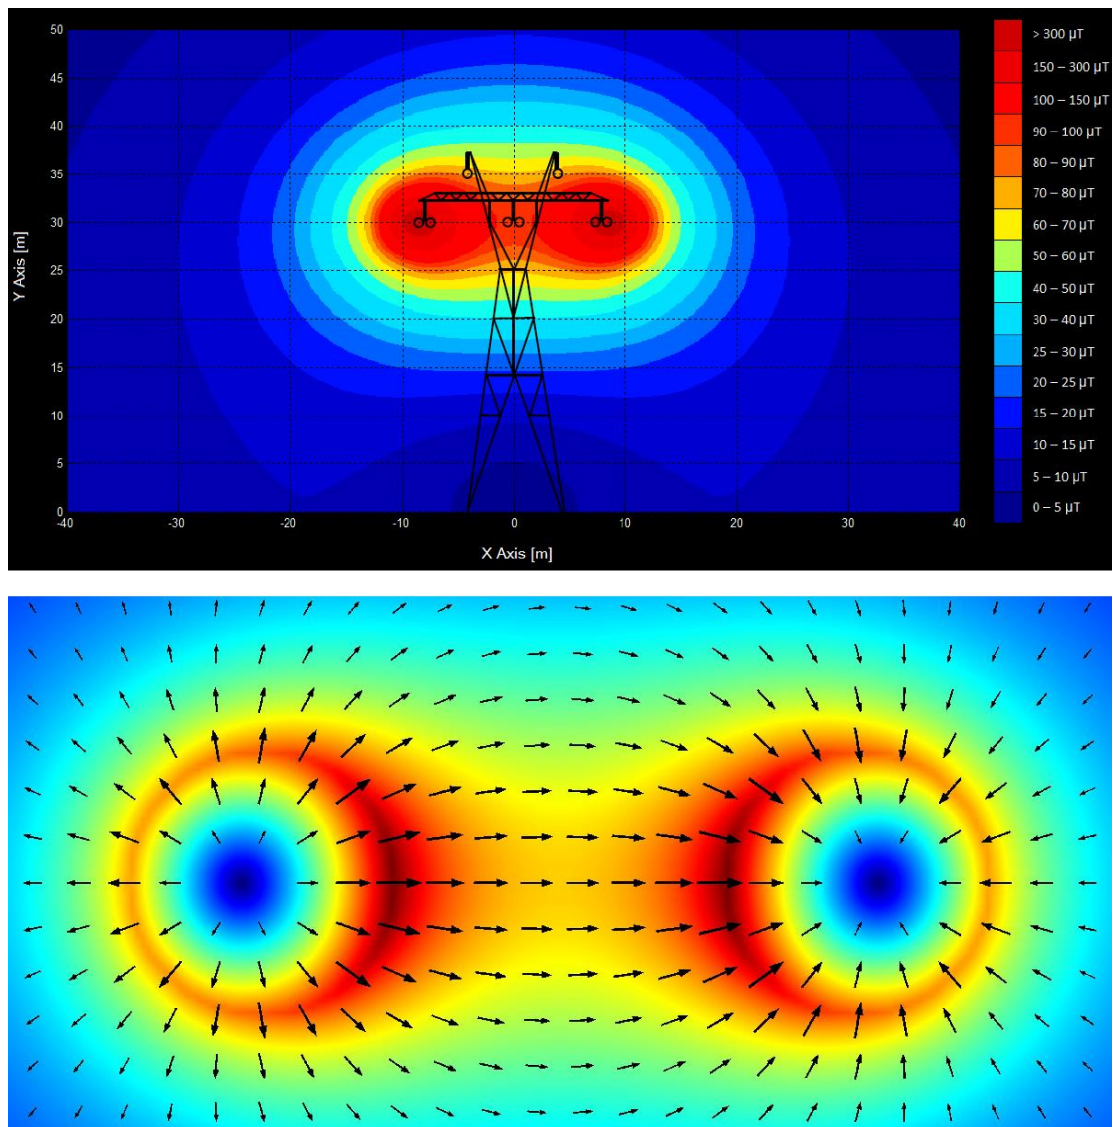 50
45
40
35
30
25
20
15
10
5
0
Y Axis [m]
-40
-30
-20
-10
0
10
20
30
40
X Axis [m]
> 300 µT
150 – 300 µT
100 – 150 µT
90 – 100 µT
80 – 90 µT
70 – 80 µT
60 – 70 µT
50 – 60 µT
40 – 50 µT
30 – 40 µT
25 – 30 µT
20 – 25 µT
15 – 20 µT
10 – 15 µT
5 – 10 µT
0 – 5 µT